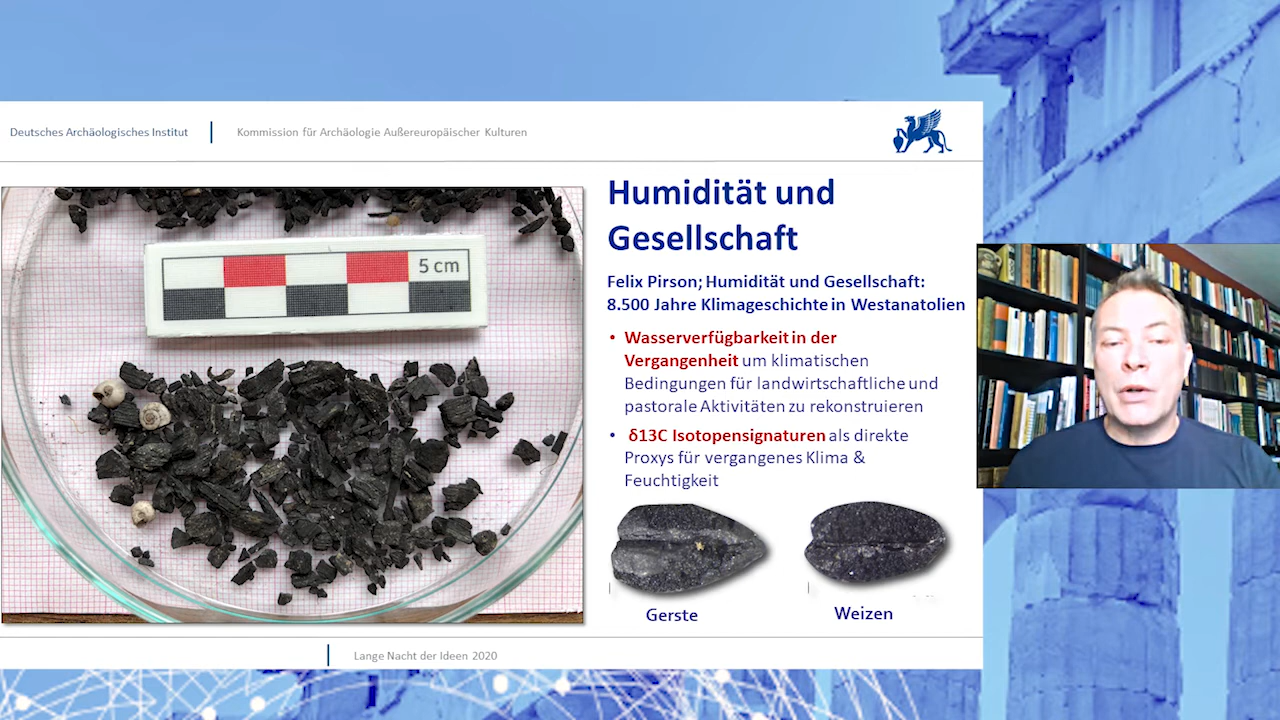 Deutsches Archäologisches Institut
Kommission für Archäologie Außereuropäischer Kulturen
5 cm
Humidität und
Gesellschaft
Felix Pirson; Humidität und Gesellschaft:
8.500 Jahre Klimageschichte in Westanatolien
• Wasserverfügbarkeit in der
Vergangenheit um klimatischen
Bedingungen für landwirtschaftliche und
pastorale Aktivitäten zu rekonstruieren
• δ13C Isotopensignaturen als direkte
Proxys für vergangenes Klima &
Feuchtigkeit
Gerste
Weizen
Lange Nacht der Ideen 2020